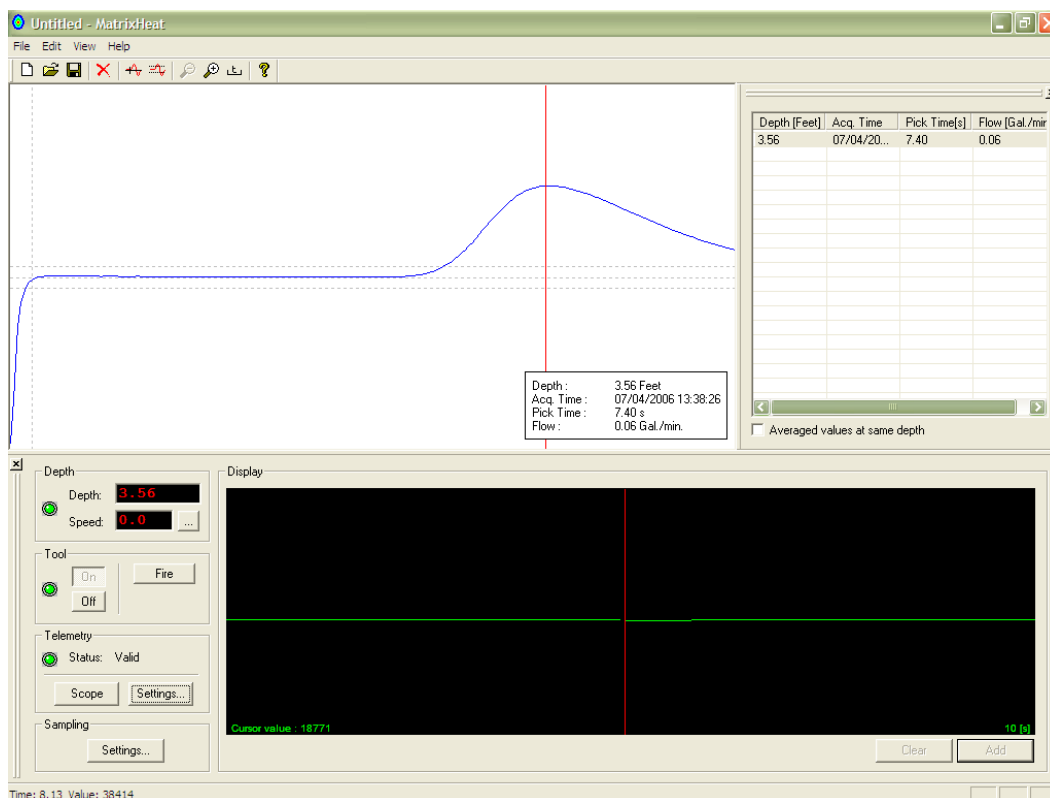 Untitled - MatrixHeat
File Edit View Help
Depth [Feet] Acq. Time Pick Time[s] Flow [Gal./min
3.56 07/04/20... 7.40 0.06
Depth : 3.56 Feet
Acq. Time : 07/04/2006 13:38:26
Pick Time : 7.40 s
Flow : 0.06 Gal./min.
Averaged values at same depth
Depth
Depth: 3.56
Speed: 0.0 ...
Tool
On Fire
Off
Telemetry
Status: Valid
Scope Settings...
Sampling
Settings...
Display
Cursor value : 18771 10 [s]
Clear Add
Time: 8.13 Value: 38414